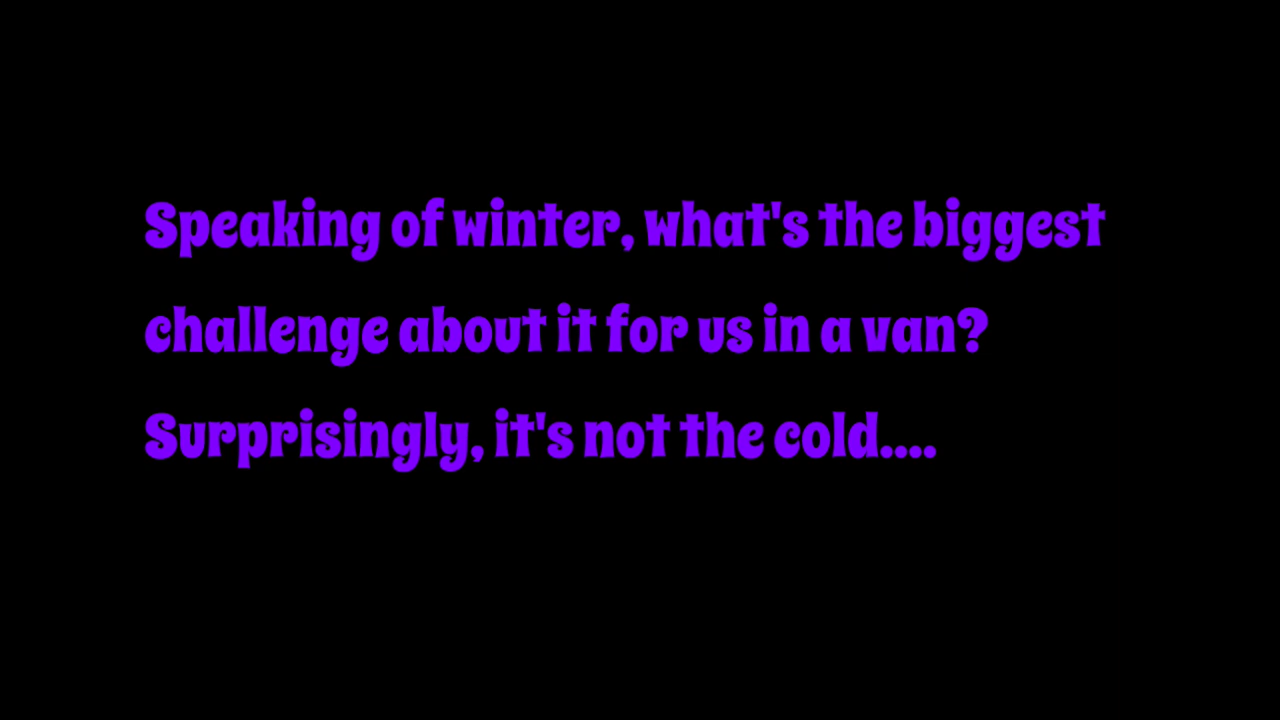 Speaking of winter, what's the biggest
challenge about it for us in a van?
Surprisingly, it's not the cold....